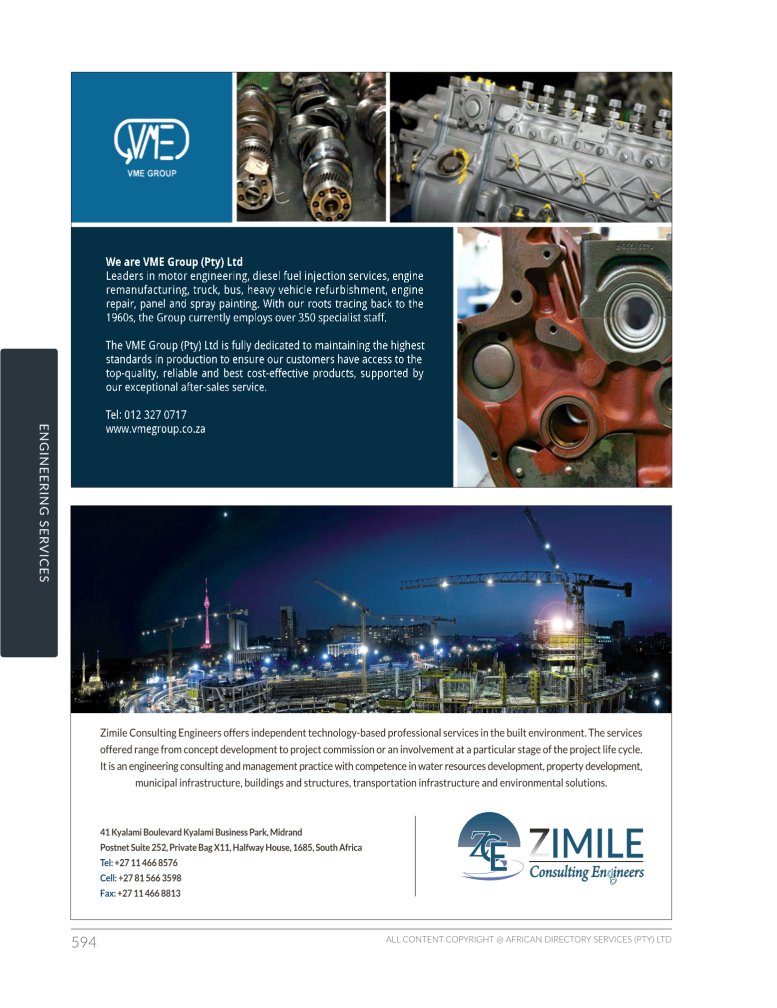 VME
VME GROUP
We are VME Group (Pty) Ltd
Leaders in motor engineering, diesel fuel injection services, engine
remanufacturing, truck, bus, heavy vehicle refurbishment, engine
repair, panel and spray painting. With our roots tracing back to the
1960s, the Group currently employs over 350 specialist staff.
The VME Group (Pty) Ltd is fully dedicated to maintaining the highest
standards in production to ensure our customers have access to the
top-quality, reliable and best cost-effective products, supported by
our exceptional after-sales service.
Tel: 012 327 0717
www.vmegroup.co.za
ENGINEERING SERVICES
Zimile Consulting Engineers offers independent technology-based professional services in the built environment. The services
offered range from concept development to project commission or an involvement at a particular stage of the project life cycle.
It is an engineering consulting and management practice with competence in water resources development, property development,
municipal infrastructure, buildings and structures, transportation infrastructure and environmental solutions.
41 Kyalami Boulevard Kyalami Business Park, Midrand
Postnet Suite 252, Private Bag X11, Halfway House, 1685, South Africa
Tel: +27 11 466 8576
Cell: +27 81 566 3598
Fax: +27 11 466 8813
ZCE
ZIMILE
Consulting Engineers
594
ALL CONTENT COPYRIGHT @ AFRICAN DIRECTORY SERVICES (PTY) LTD